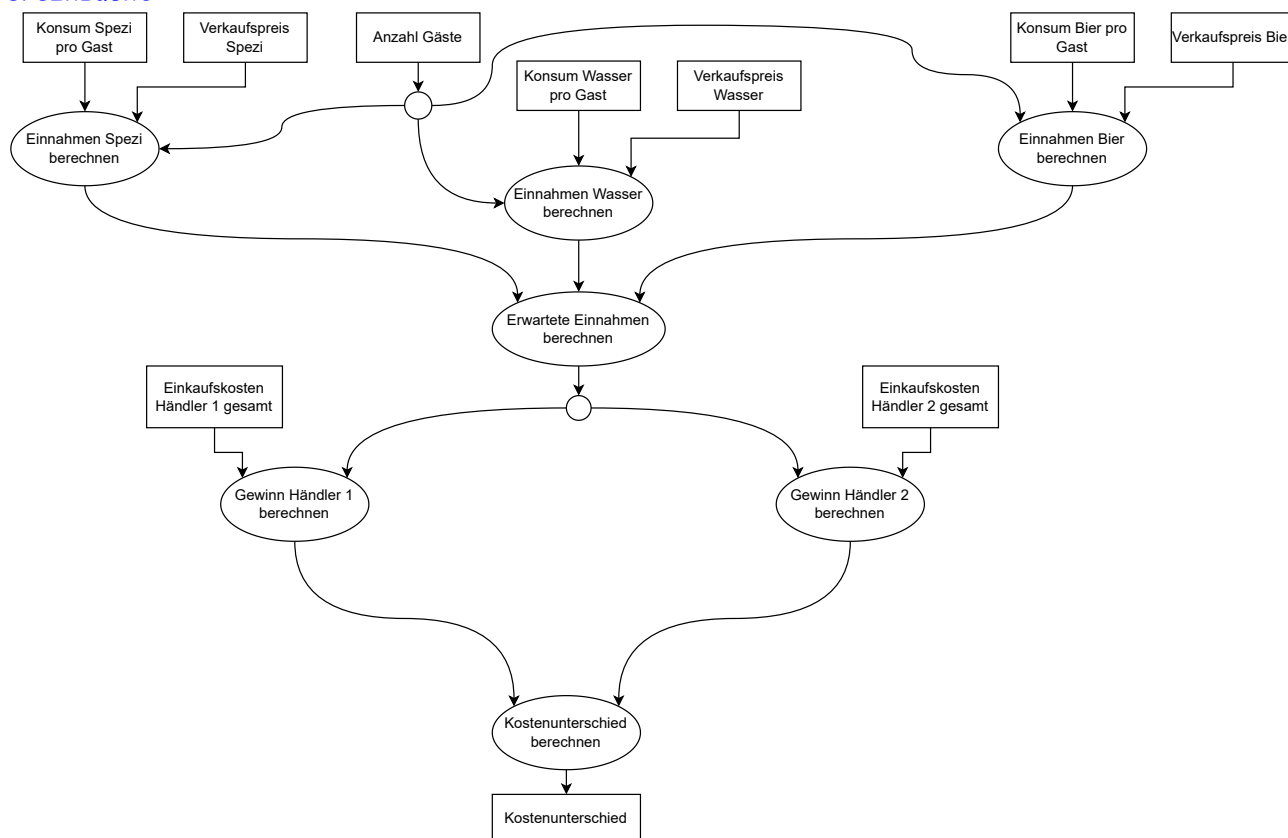 Konsum Spezi
pro Gast
Verkaufspreis
Spezi
Anzahl Gäste
Konsum Bier pro
Gast
Verkaufspreis Bie
Konsum Wasser
pro Gast
Verkaufspreis
Wasser
Einnahmen Spezi
berechnen
Einnahmen Bier
berechnen
Einnahmen Wasser
berechnen
Erwartete Einnahmen
berechnen
Einkaufskosten
Händler 1 gesamt
Einkaufskosten
Händler 2 gesamt
Gewinn Händler 1
berechnen
Gewinn Händler 2
berechnen
Kostenunterschied
berechnen
Kostenunterschied